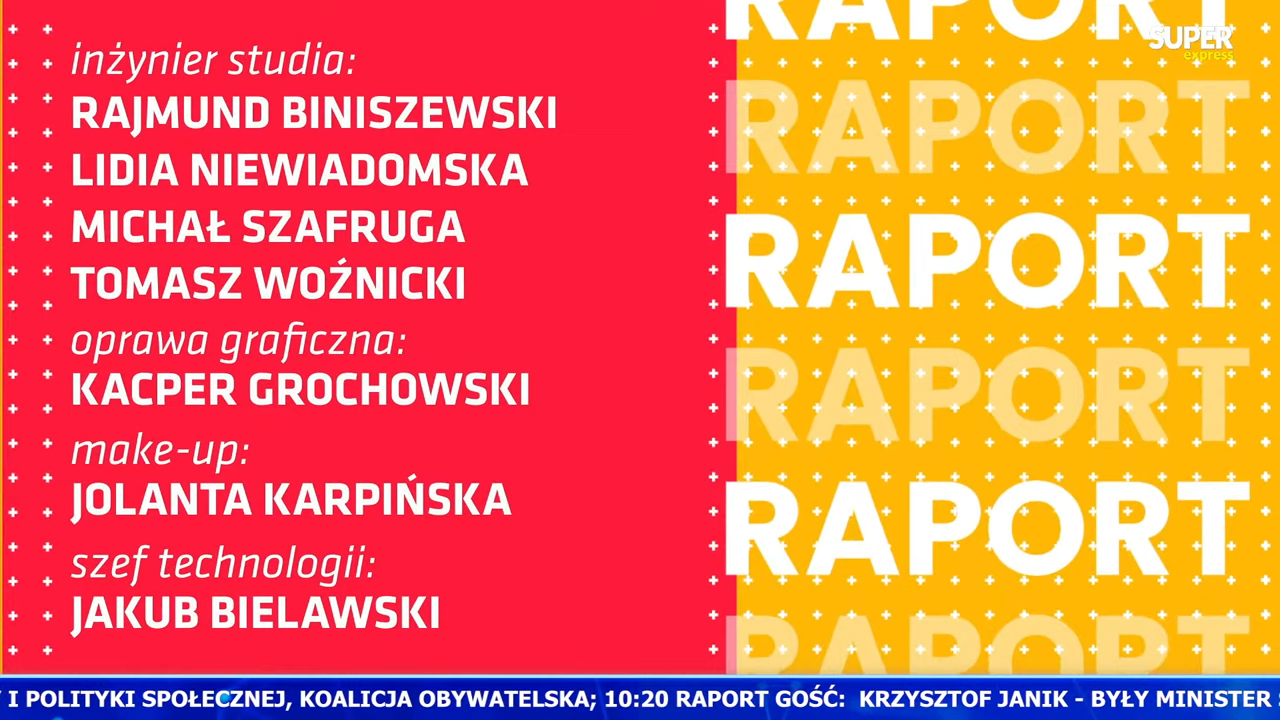 inżynier studia:
RAJMUND BINISZEWSKI
LIDIA NIEWIADOMSKA
MICHAŁ SZAFRUGA
TOMASZ WOŹNICKI
oprawa graficzna:
KACPER GROCHOWSKI
make-up:
JOLANTA KARPIŃSKA
szef technologii:
JAKUB BIELAWSKI
RAPORT
SUPER
express
RAPORT
RAPORT
RAPORT
RAPORT
RAPORT
I POLITYKI SPOŁECZNEJ, KOALICJA OBYWATELSKA; 10:20 RAPORT GOŚĆ: KRZYSZTOF JANIK - BYŁY MINISTER